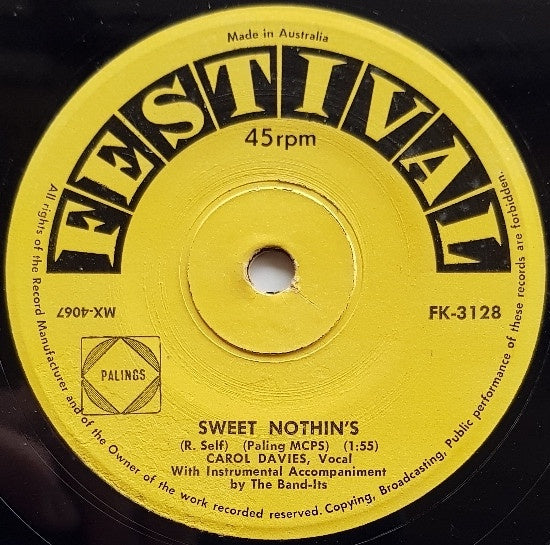 Made in Australia
FESTIVAL
45rpm
MX-4067
FK-3128
PALINGS
SWEET NOTHIN'S
(R. Self) (Paling MCPS) (1:55)
CAROL DAVIES, Vocal
With Instrumental Accompaniment
by The Band-Its
All rights of the Record Manufacturer and of the Owner of the work recorded reserved. Copying, Broadcasting, Public performance of these records are forbidden.